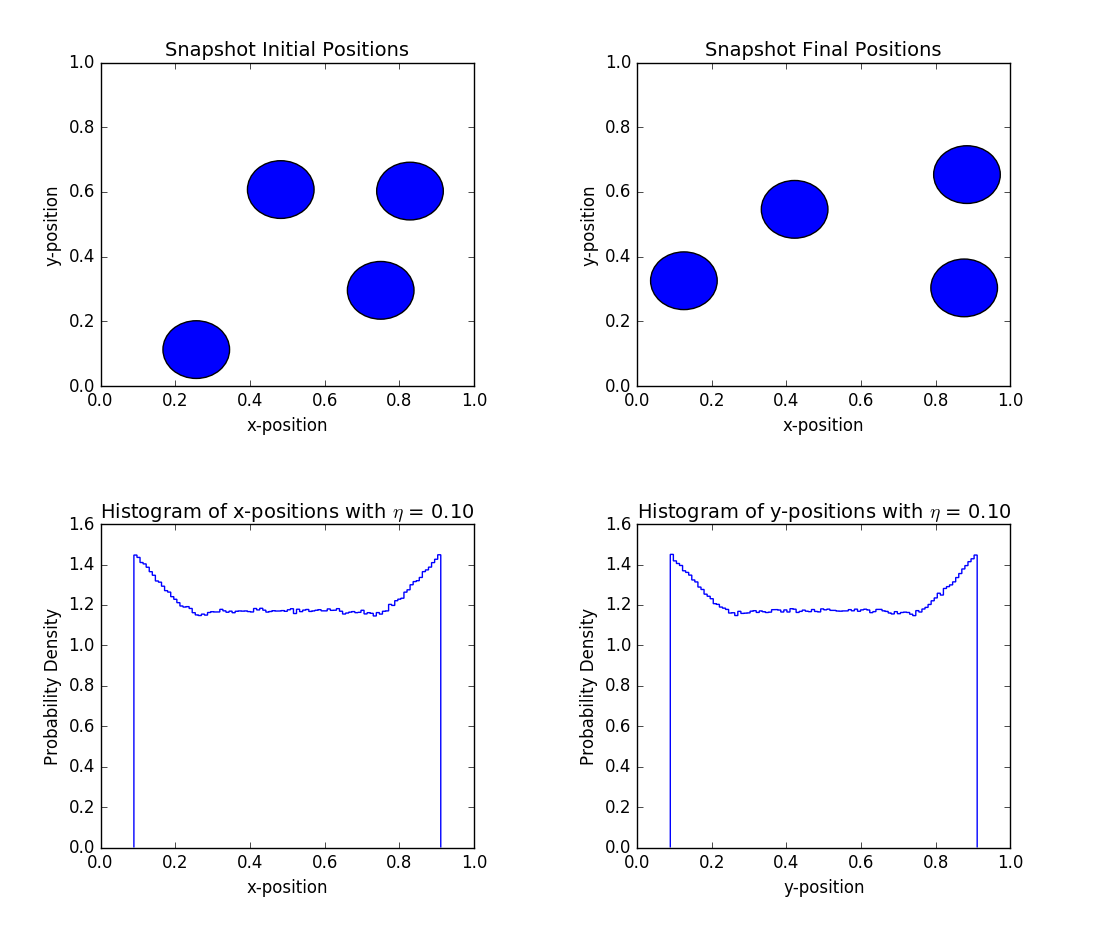 Snapshot Initial Positions
1.0
0.8
0.6
0.4
0.2
0.0
y-position
0.0 0.2 0.4 0.6 0.8 1.0
x-position
Snapshot Final Positions
1.0
0.8
0.6
0.4
0.2
0.0
y-position
0.0 0.2 0.4 0.6 0.8 1.0
x-position
Histogram of x-positions with η = 0.10
1.6
1.4
1.2
1.0
0.8
0.6
0.4
0.2
0.0
Probability Density
0.0 0.2 0.4 0.6 0.8 1.0
x-position
Histogram of y-positions with η = 0.10
1.6
1.4
1.2
1.0
0.8
0.6
0.4
0.2
0.0
Probability Density
0.0 0.2 0.4 0.6 0.8 1.0
y-position